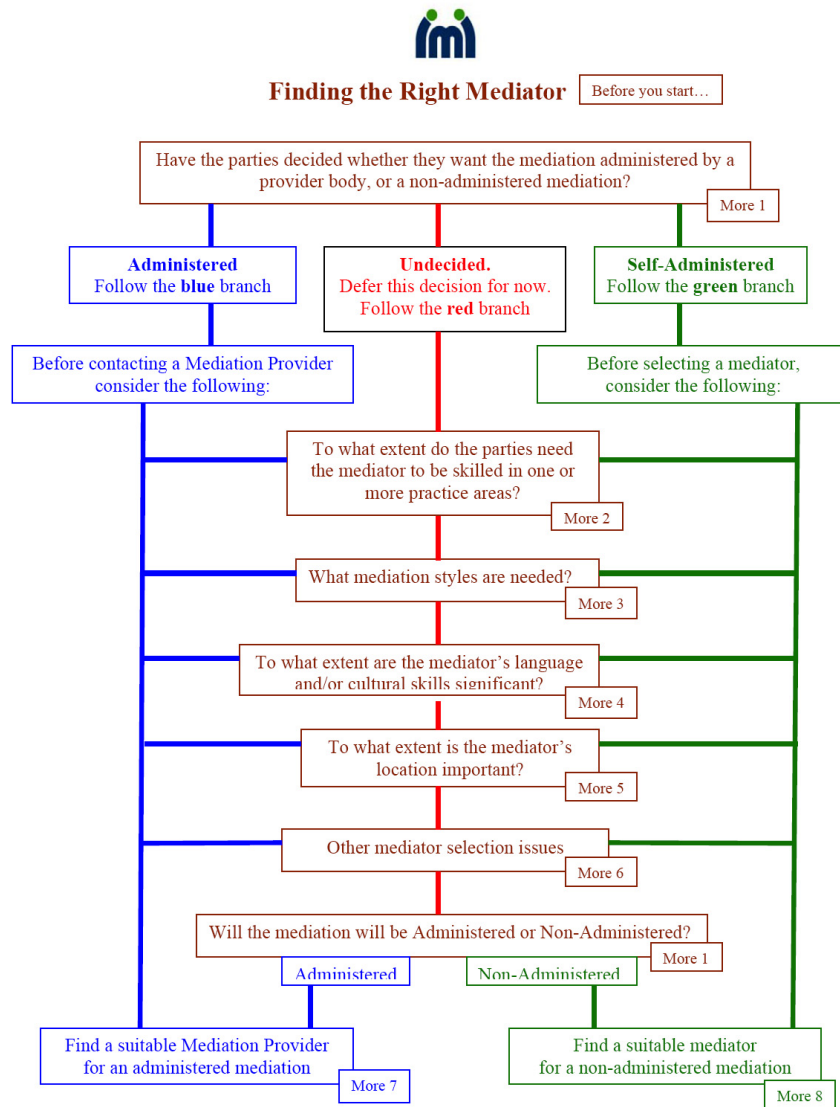 imi
Finding the Right Mediator
Before you start…
Have the parties decided whether they want the mediation administered by a
provider body, or a non-administered mediation?
More 1
Administered
Follow the blue branch
Undecided.
Defer this decision for now.
Follow the red branch
Self-Administered
Follow the green branch
Before contacting a Mediation Provider
consider the following:
Before selecting a mediator,
consider the following:
To what extent do the parties need
the mediator to be skilled in one or
more practice areas?
More 2
What mediation styles are needed?
More 3
To what extent are the mediator’s language
and/or cultural skills significant?
More 4
To what extent is the mediator’s
location important?
More 5
Other mediator selection issues
More 6
Will the mediation will be Administered or Non-Administered?
More 1
Administered
Non-Administered
Find a suitable Mediation Provider
for an administered mediation
More 7
Find a suitable mediator
for a non-administered mediation
More 8